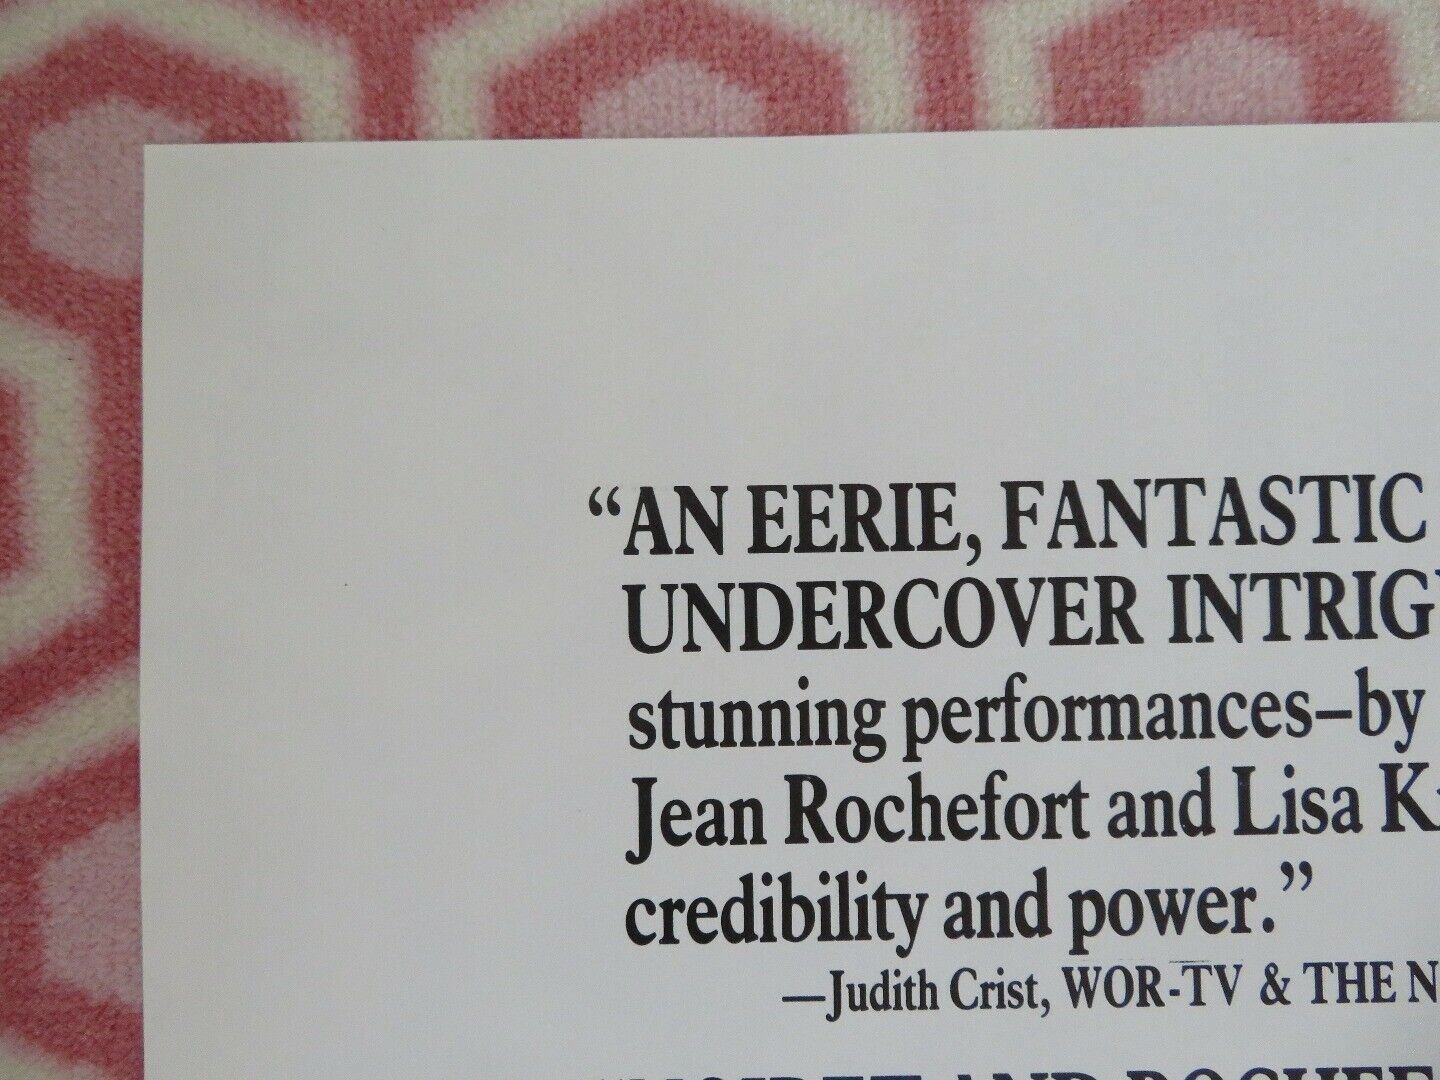 “AN EERIE, FANTASTIC
UNDERCOVER INTRIG
stunning performances–by
Jean Rochefort and Lisa K
credibility and power.”
—Judith Crist, WOR-TV & THE N
AND